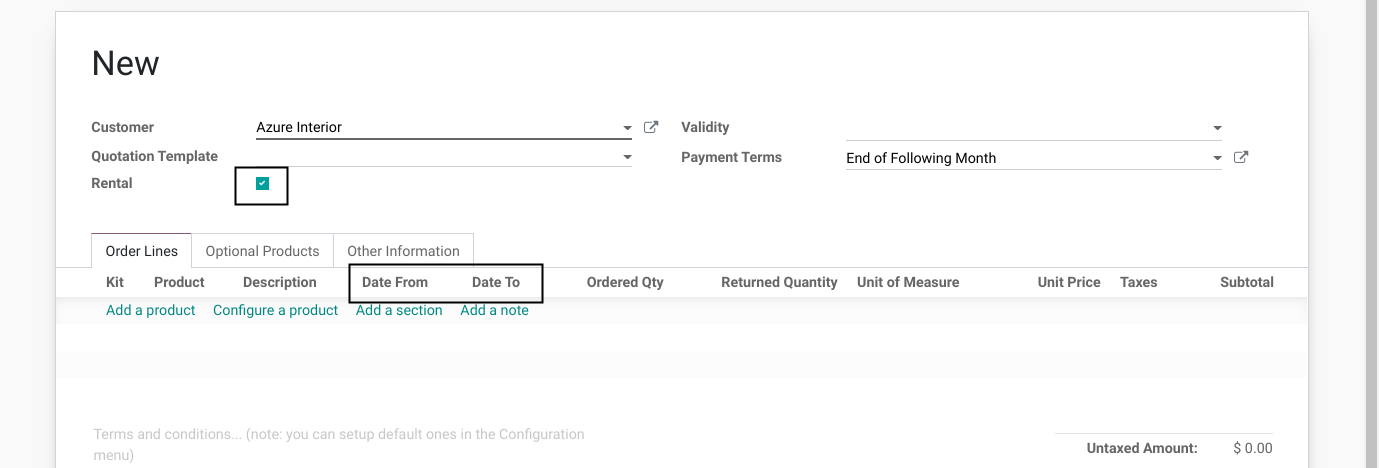 New
Customer Azure Interior Validity
Quotation Template Payment Terms End of Following Month
Rental
Order Lines Optional Products Other Information
Kit Product Description Date From Date To Ordered Qty Returned Quantity Unit of Measure Unit Price Taxes Subtotal
Add a product Configure a product Add a section Add a note
Terms and conditions... (note: you can setup default ones in the Configuration
menu)
Untaxed Amount: $ 0.00